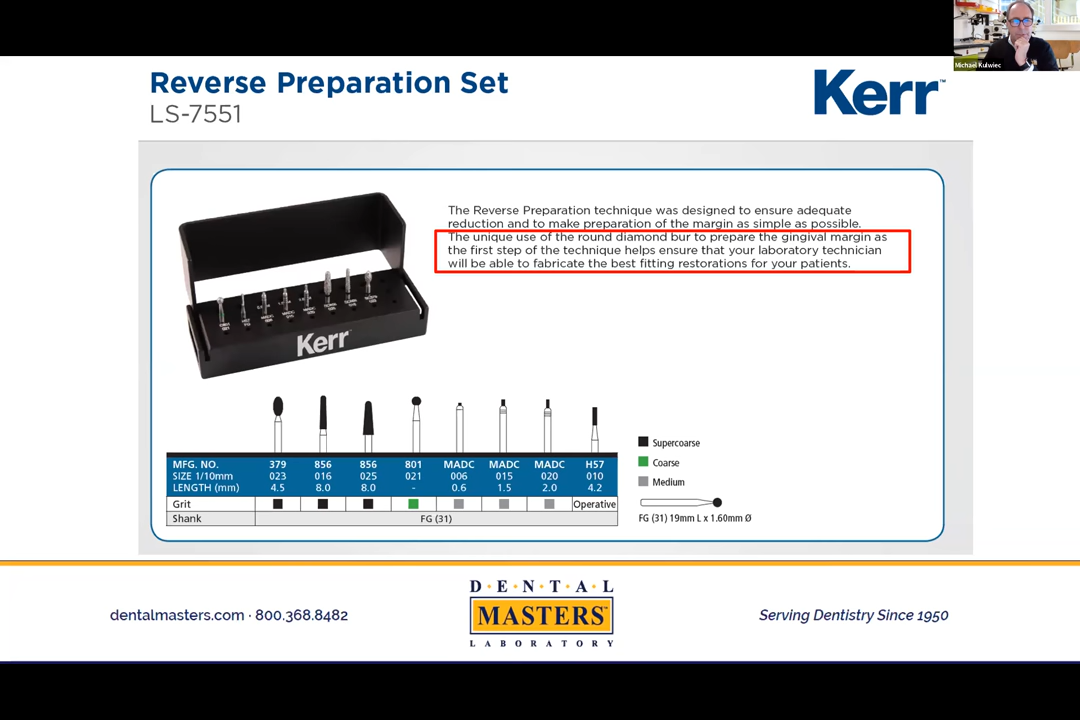 Michael Kulwiec
Reverse Preparation Set
LS-7551
Kerr™
The Reverse Preparation technique was designed to ensure adequate
reduction and to make preparation of the margin as simple as possible.
The unique use of the round diamond bur to prepare the gingival margin as
the first step of the technique helps ensure that your laboratory technician
will be able to fabricate the best fitting restorations for your patients.
Kerr
MFG. NO. 379 856 856 801 MADC MADC MADC H57
SIZE 1/10mm 023 016 025 021 006 015 020 010
LENGTH (mm) 4.5 8.0 8.0 - 0.6 1.5 2.0 4.2
Grit Operative
Shank FG (31)
Supercoarse
Coarse
Medium
FG (31) 19mm L x 1.60mm Ø
dentalmasters.com · 800.368.8482
D·E·N·T·A·L
MASTERS™
LABORATORY
Serving Dentistry Since 1950